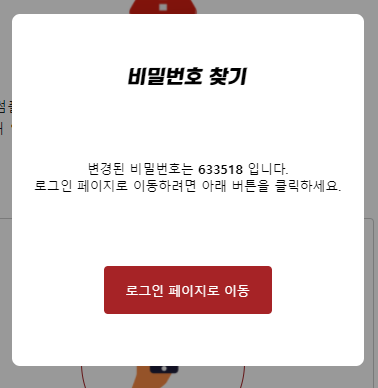 비밀번호 찾기
변경된 비밀번호는 633518 입니다.
로그인 페이지로 이동하려면 아래 버튼을 클릭하세요.
로그인 페이지로 이동